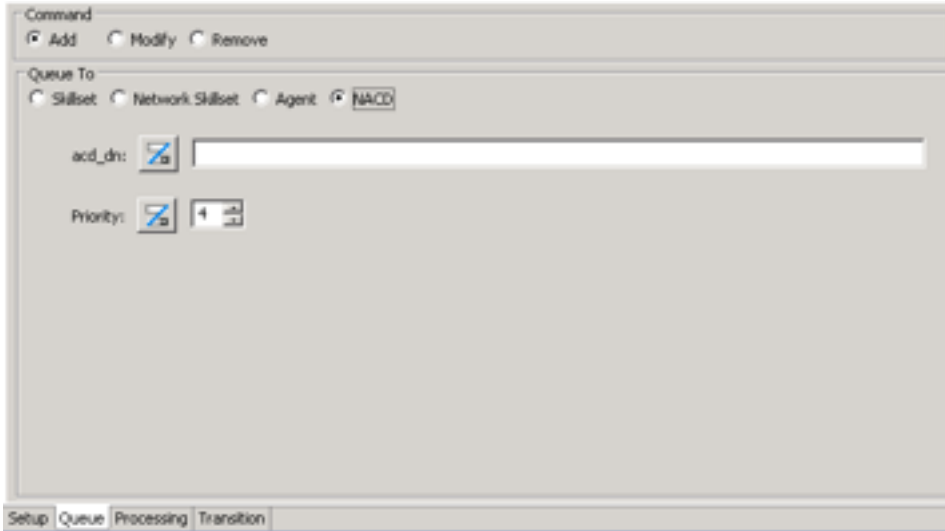 Command
Add Modify Remove
Queue To
Skillset Network Skillset Agent NACD
acd_dn:
Priority: 4
Setup Queue Processing Transition